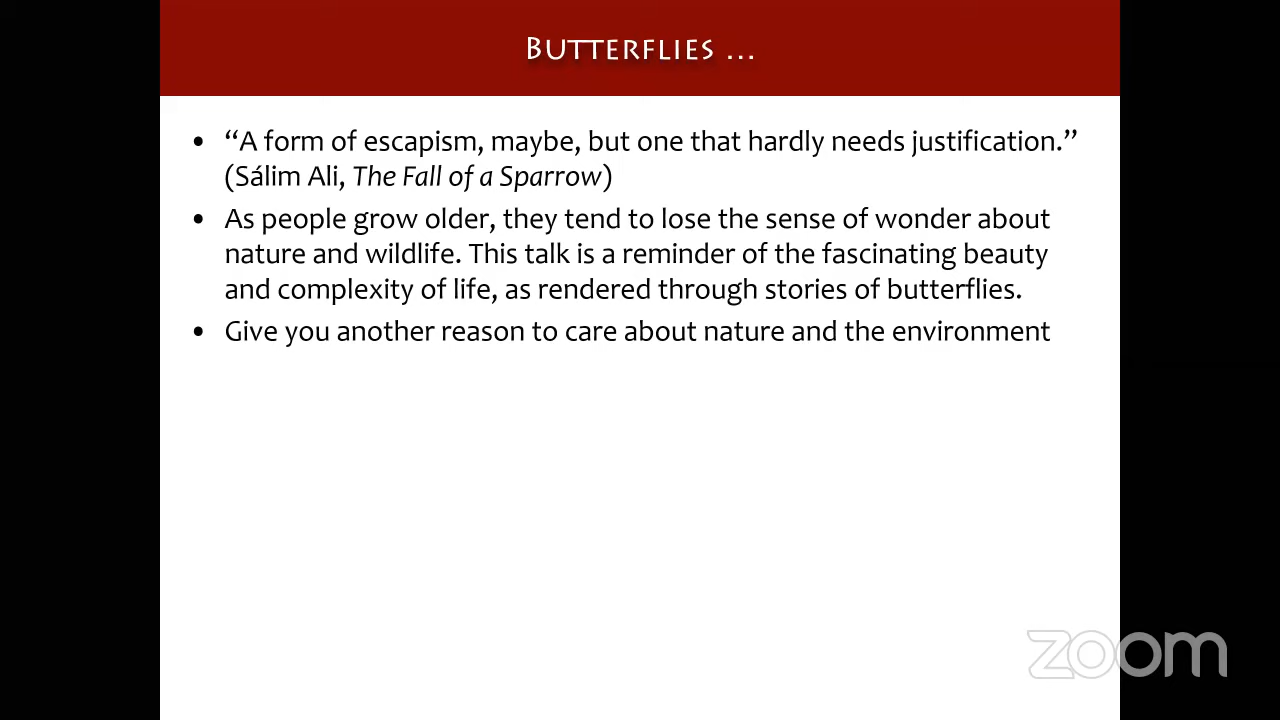 BUTTERFLIES ...
• “A form of escapism, maybe, but one that hardly needs justification.”
(Sálim Ali, The Fall of a Sparrow)
• As people grow older, they tend to lose the sense of wonder about
nature and wildlife. This talk is a reminder of the fascinating beauty
and complexity of life, as rendered through stories of butterflies.
• Give you another reason to care about nature and the environment
zoom